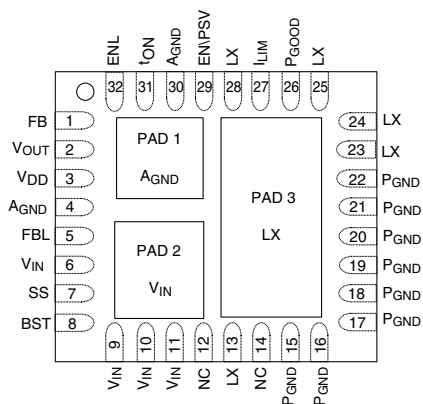 ENL
tON
AGND
EN\PSV
LX
ILIM
PGOOD
LX
32
31
30
29
28
27
26
25
FB 1
VOUT 2
VDD 3
AGND 4
FBL 5
VIN 6
SS 7
BST 8
PAD 1
AGND
PAD 2
VIN
PAD 3
LX
24 LX
23 LX
22 PGND
21 PGND
20 PGND
19 PGND
18 PGND
17 PGND
9
10
11
12
13
14
15
16
VIN
VIN
VIN
NC
LX
NC
PGND
PGND